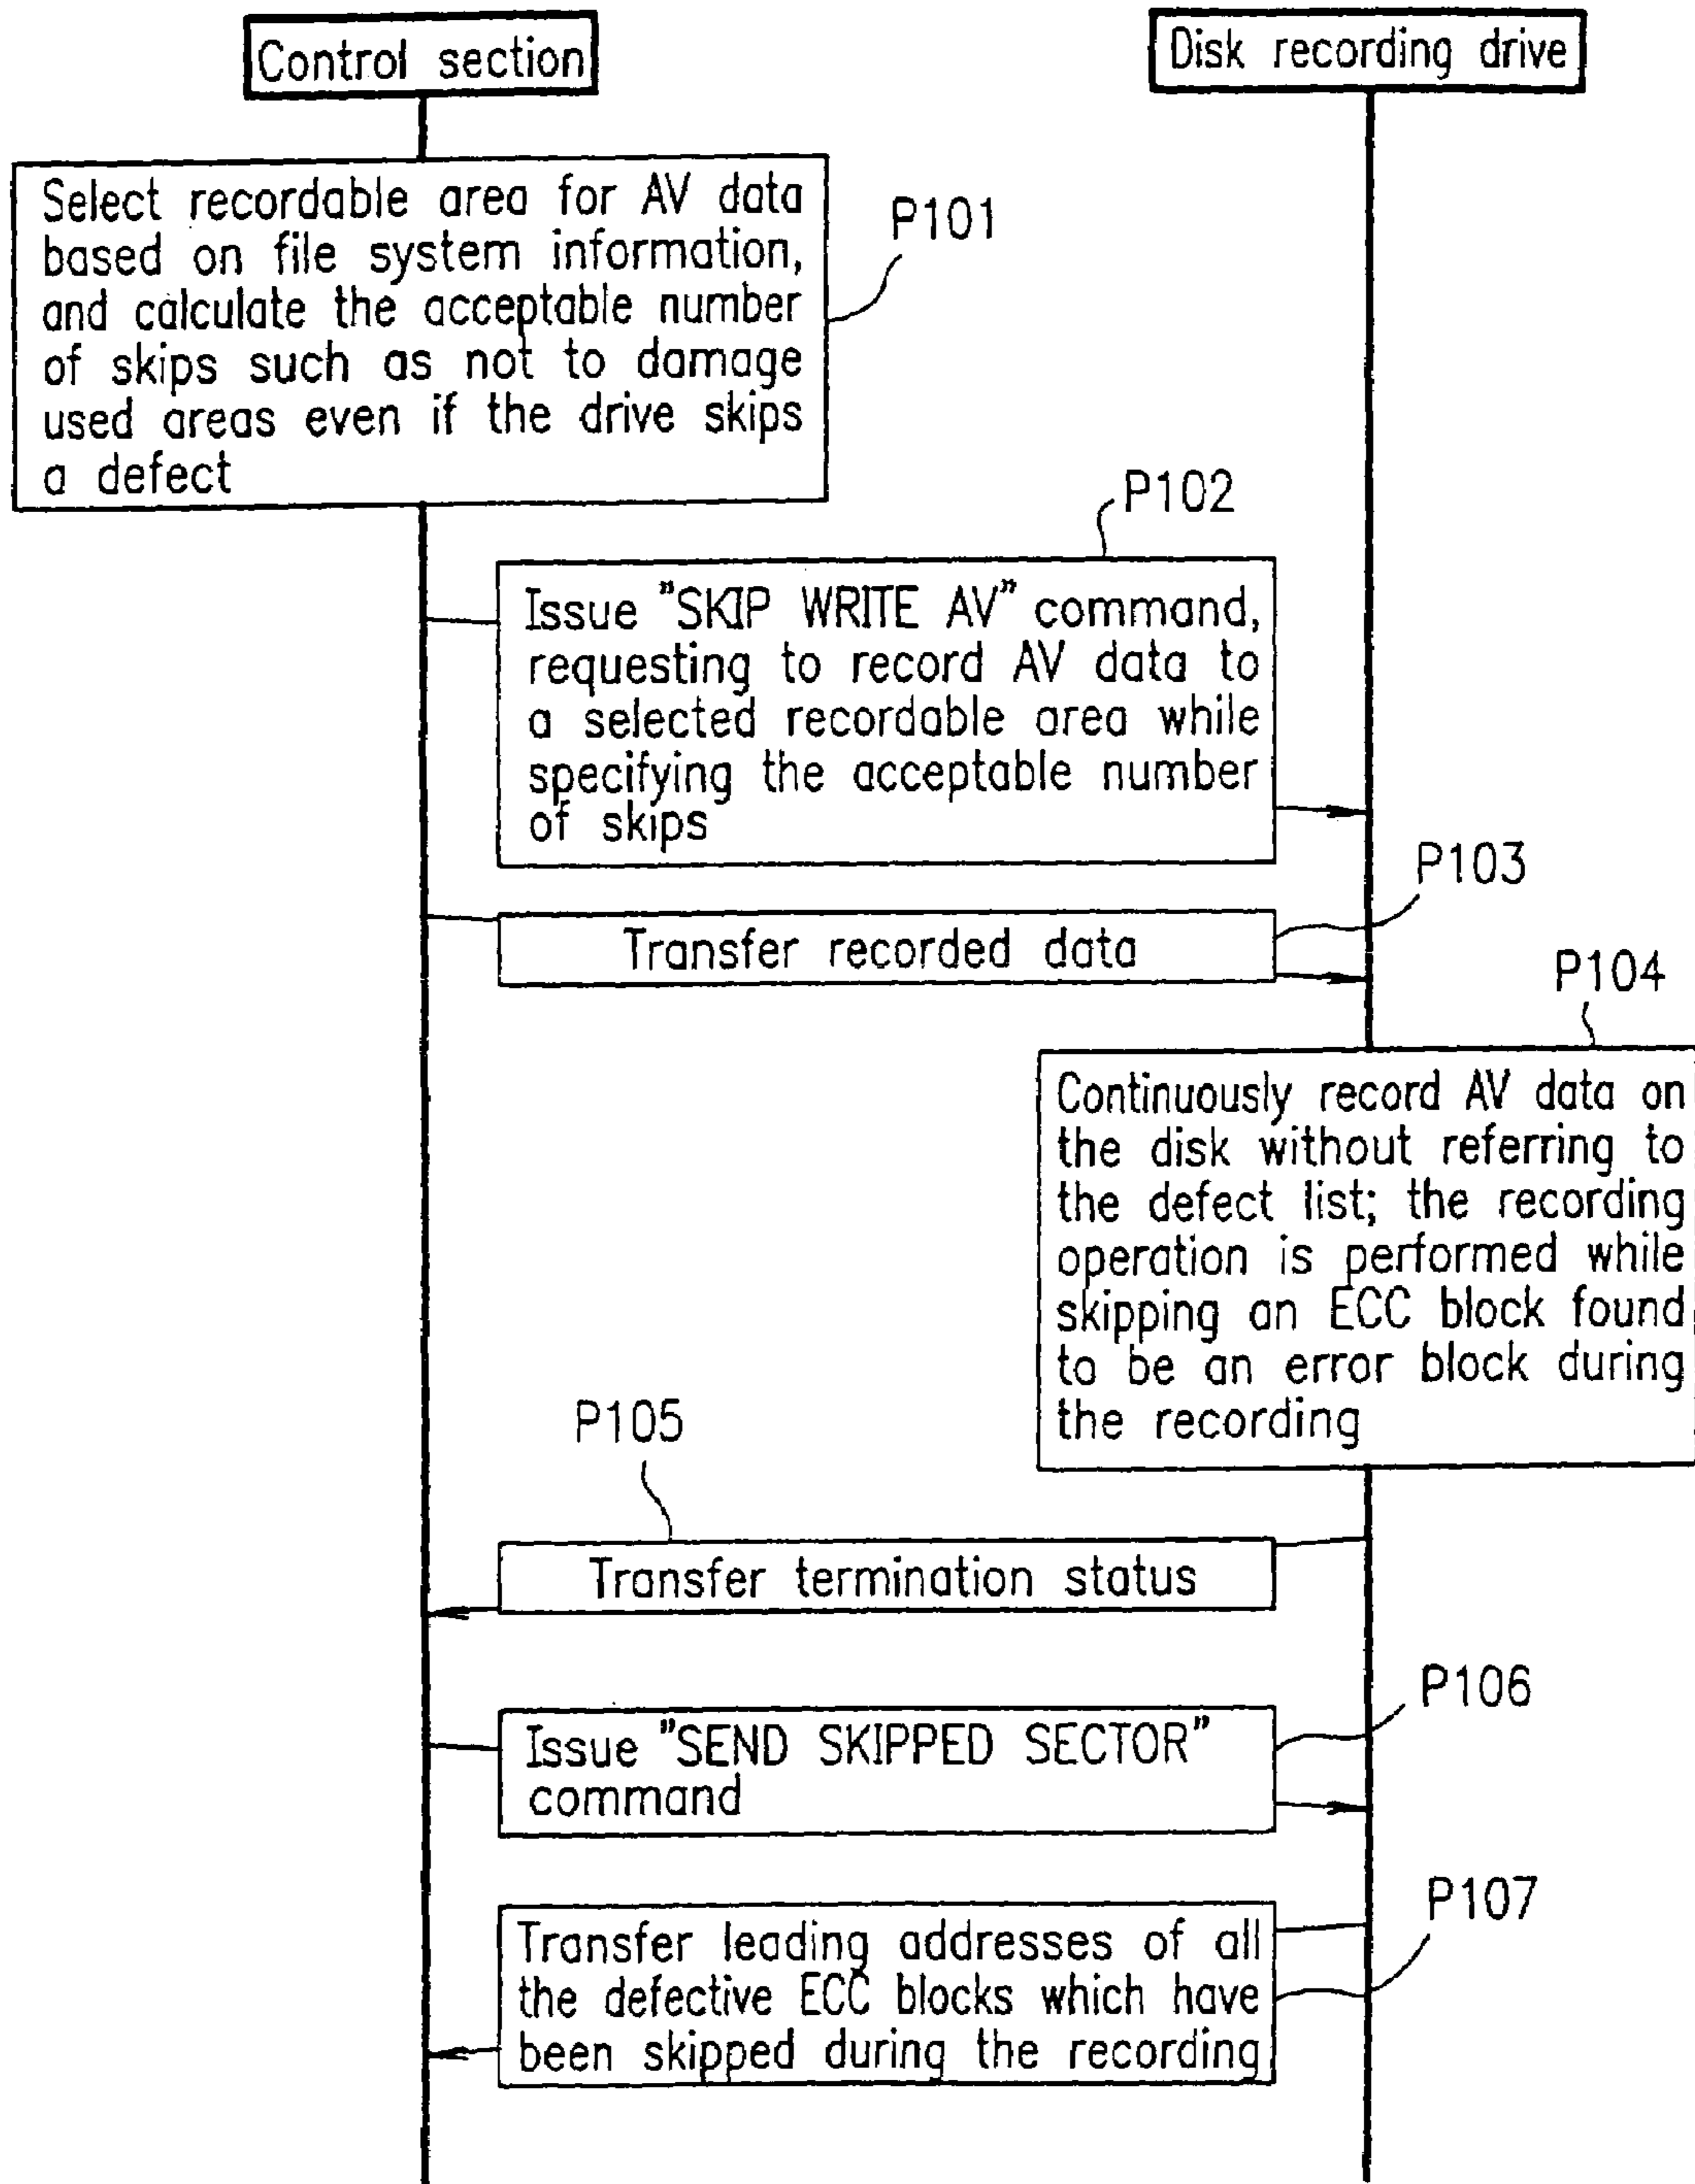 Control section
Disk recording drive
Select recordable area for AV data
based on file system information,
and calculate the acceptable number
of skips such as not to damage
used areas even if the drive skips
a defect
P101
P102
Issue "SKIP WRITE AV" command,
requesting to record AV data to
a selected recordable area while
specifying the acceptable number
of skips
P103
Transfer recorded data
P104
Continuously record AV data on
the disk without referring to
the defect list; the recording
operation is performed while
skipping an ECC block found
to be an error block during
the recording
P105
Transfer termination status
P106
Issue "SEND SKIPPED SECTOR"
command
P107
Transfer leading addresses of all
the defective ECC blocks which have
been skipped during the recording